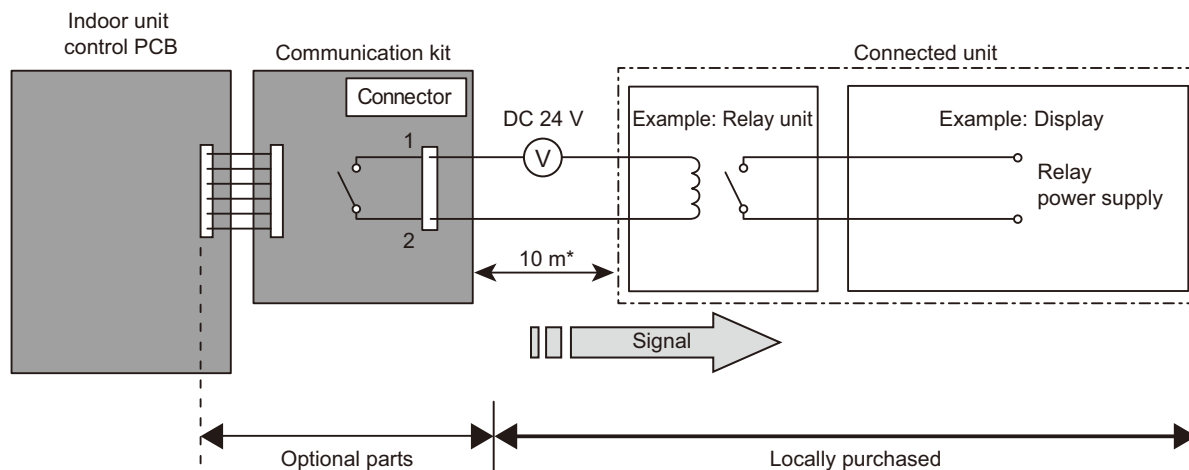 Indoor unit
control PCB
Communication kit
Connected unit
Connector
DC 24 V
Example: Relay unit
Example: Display
1
V
Relay
power supply
2
10 m*
Signal
Optional parts
Locally purchased